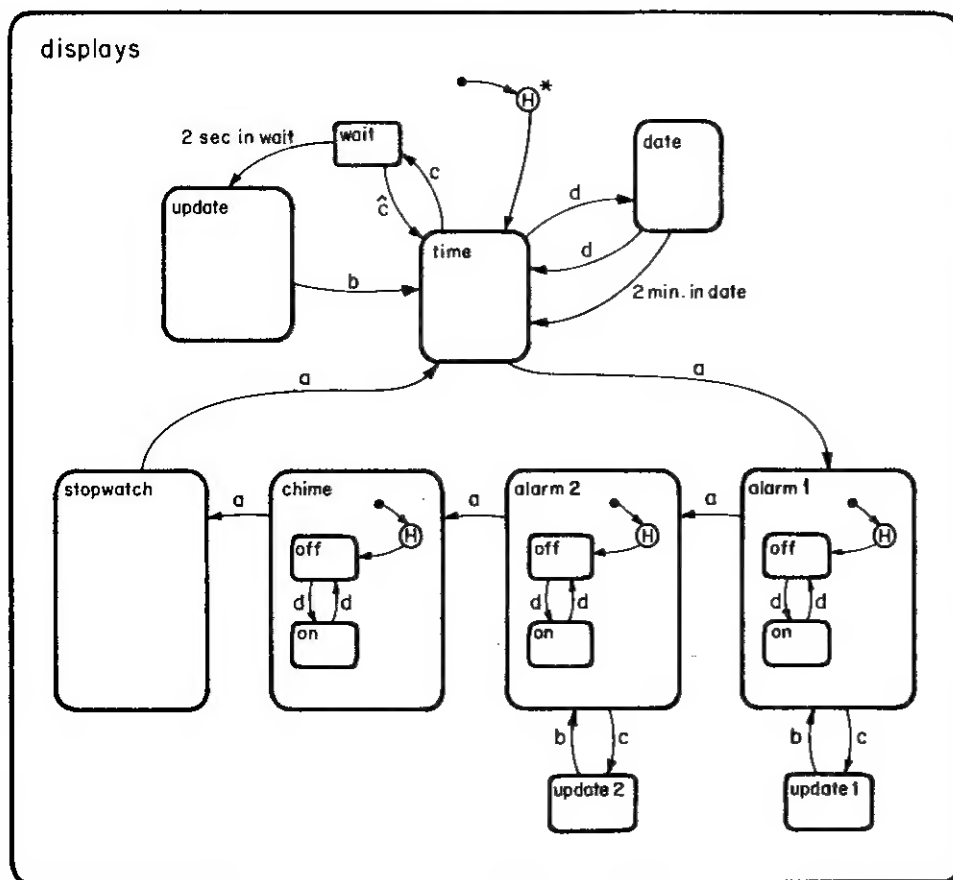 displays
H*
2 sec in wait
wait
date
c
d
ĉ
update
time
d
b
2 min. in date
a
a
stopwatch
chime
alarm 2
alarm 1
a
a
a
H
H
H
off
off
off
d d
d d
d d
on
on
on
b c
b c
update 2
update 1